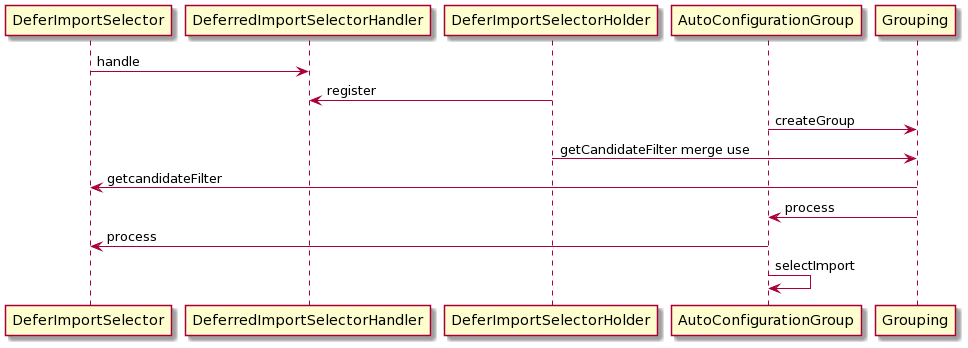 DeferImportSelector DeferredImportSelectorHandler DeferImportSelectorHolder AutoConfigurationGroup Grouping
handle
register
createGroup
getCandidateFilter merge use
getcandidateFilter
process
process
selectImport
DeferImportSelector DeferredImportSelectorHandler DeferImportSelectorHolder AutoConfigurationGroup Grouping